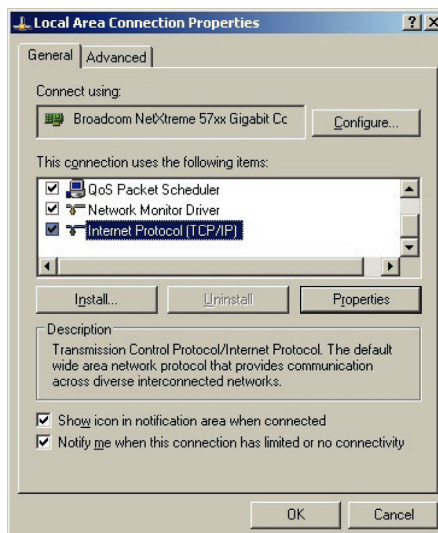 Local Area Connection Properties
General
Advanced
Connect using:
Broadcom NetXtreme 57xx Gigabit Cc
Configure...
This connection uses the following items:
QoS Packet Scheduler
Network Monitor Driver
Internet Protocol (TCP/IP)
Install...
Uninstall
Properties
Description
Transmission Control Protocol/Internet Protocol. The default
wide area network protocol that provides communication
across diverse interconnected networks.
Show icon in notification area when connected
Notify me when this connection has limited or no connectivity
OK
Cancel